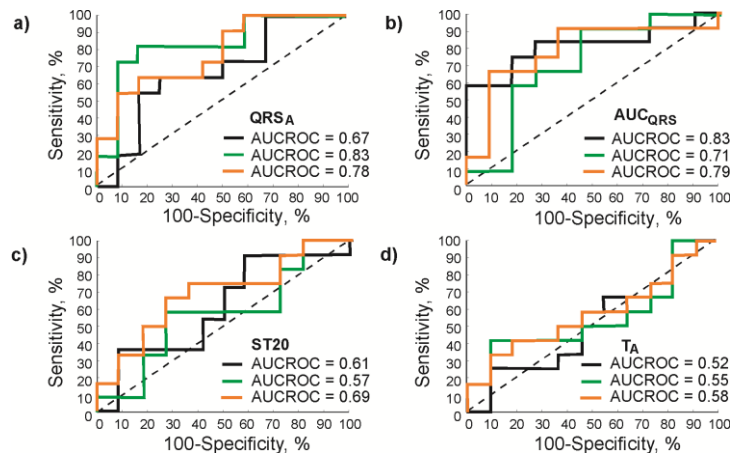 a)
Sensitivity, %
100
90
80
70
60
50
40
30
20
10
0
QRSA
AUCROC = 0.67
AUCROC = 0.83
AUCROC = 0.78
0 10 20 30 40 50 60 70 80 90 100
100-Specificity, %
b)
Sensitivity, %
100
90
80
70
60
50
40
30
20
10
0
AUCQRS
AUCROC = 0.83
AUCROC = 0.71
AUCROC = 0.79
0 10 20 30 40 50 60 70 80 90 100
100-Specificity, %
c)
Sensitivity, %
100
90
80
70
60
50
40
30
20
10
0
ST20
AUCROC = 0.61
AUCROC = 0.57
AUCROC = 0.69
0 10 20 30 40 50 60 70 80 90 100
100-Specificity, %
d)
Sensitivity, %
100
90
80
70
60
50
40
30
20
10
0
TA
AUCROC = 0.52
AUCROC = 0.55
AUCROC = 0.58
0 10 20 30 40 50 60 70 80 90 100
100-Specificity, %